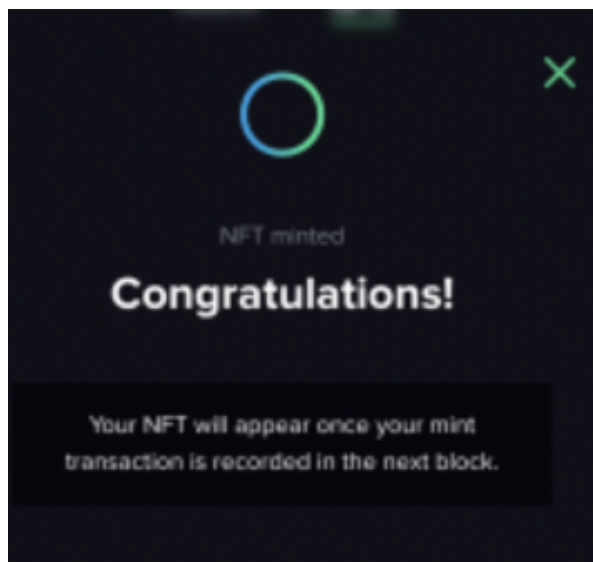 NFT minted
Congratulations!
Your NFT will appear once your mint
transaction is recorded in the next block.